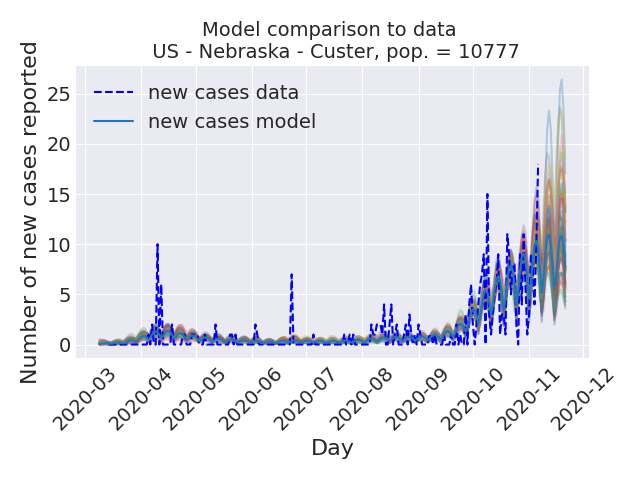 Model comparison to data
US - Nebraska - Custer, pop. = 10777
Number of new cases reported
25
20
15
10
5
0
new cases data
new cases model
2020-03
2020-04
2020-05
2020-06
2020-07
2020-08
2020-09
2020-10
2020-11
2020-12
Day